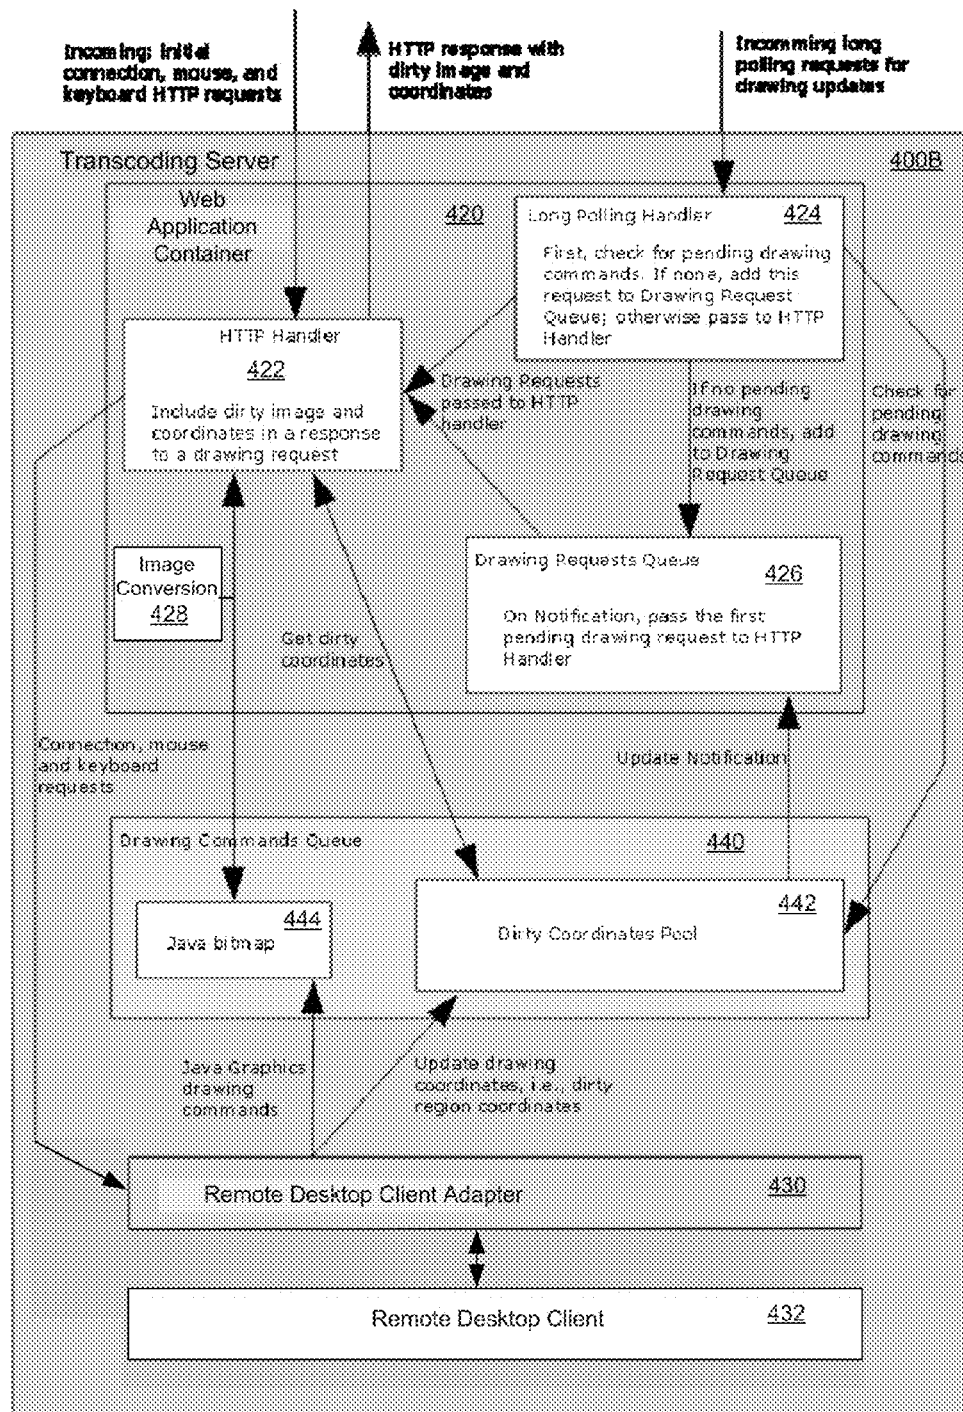 Incoming: initial
connection, mouse, and
keyboard HTTP requests
HTTP response with
dirty image and
coordinates
Incomming long
polling requests for
drawing updates
Transcoding Server
400B
Web
Application
Container
420
Long Polling Handler
424
First, check for pending drawing
commands. If none, add this
request to Drawing Request
Queue; otherwise pass to HTTP
Handler
HTTP Handler
422
Include dirty image and
coordinates in a response
to a drawing request
Drawing Requests
passed to HTTP
handler
If no pending
drawing
commands, add
to Drawing
Request Queue
Check for
pending
drawing
commands
Image
Conversion
428
Drawing Requests Queue
426
On Notification, pass the first
pending drawing request to HTTP
Handler
Get dirty
coordinates
Connection, mouse
and keyboard
requests
Update Notification
Drawing Commands Queue
440
444
Java bitmap
442
Dirty Coordinates Pool
Java Graphics
drawing
commands
Update drawing
coordinates, i.e., dirty
region coordinates
Remote Desktop Client Adapter
430
Remote Desktop Client
432